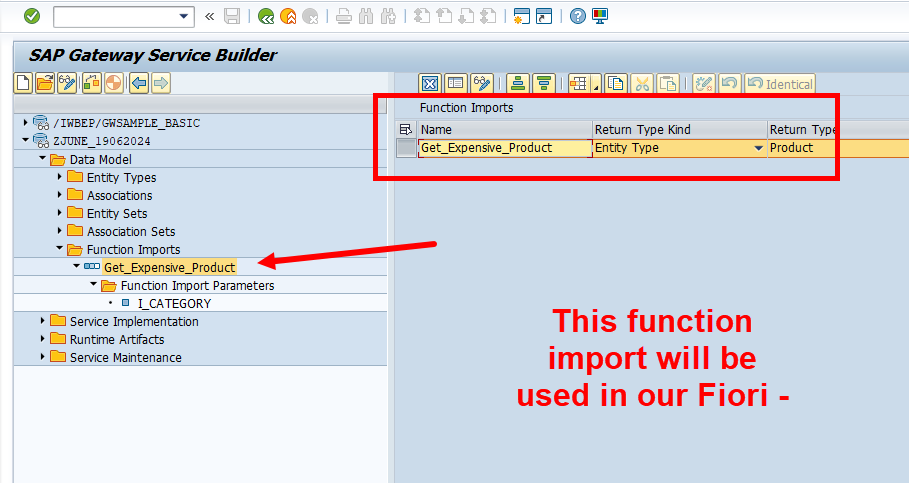 SAP Gateway Service Builder
Identical
Function Imports
Name Return Type Kind Return Type
Get_Expensive_Product Entity Type Product
/IWBEP/GWSAMPLE_BASIC
ZJUNE_19062024
Data Model
Entity Types
Associations
Entity Sets
Association Sets
Function Imports
Get_Expensive_Product
Function Import Parameters
I_CATEGORY
Service Implementation
Runtime Artifacts
Service Maintenance
This function
import will be
used in our Fiori -